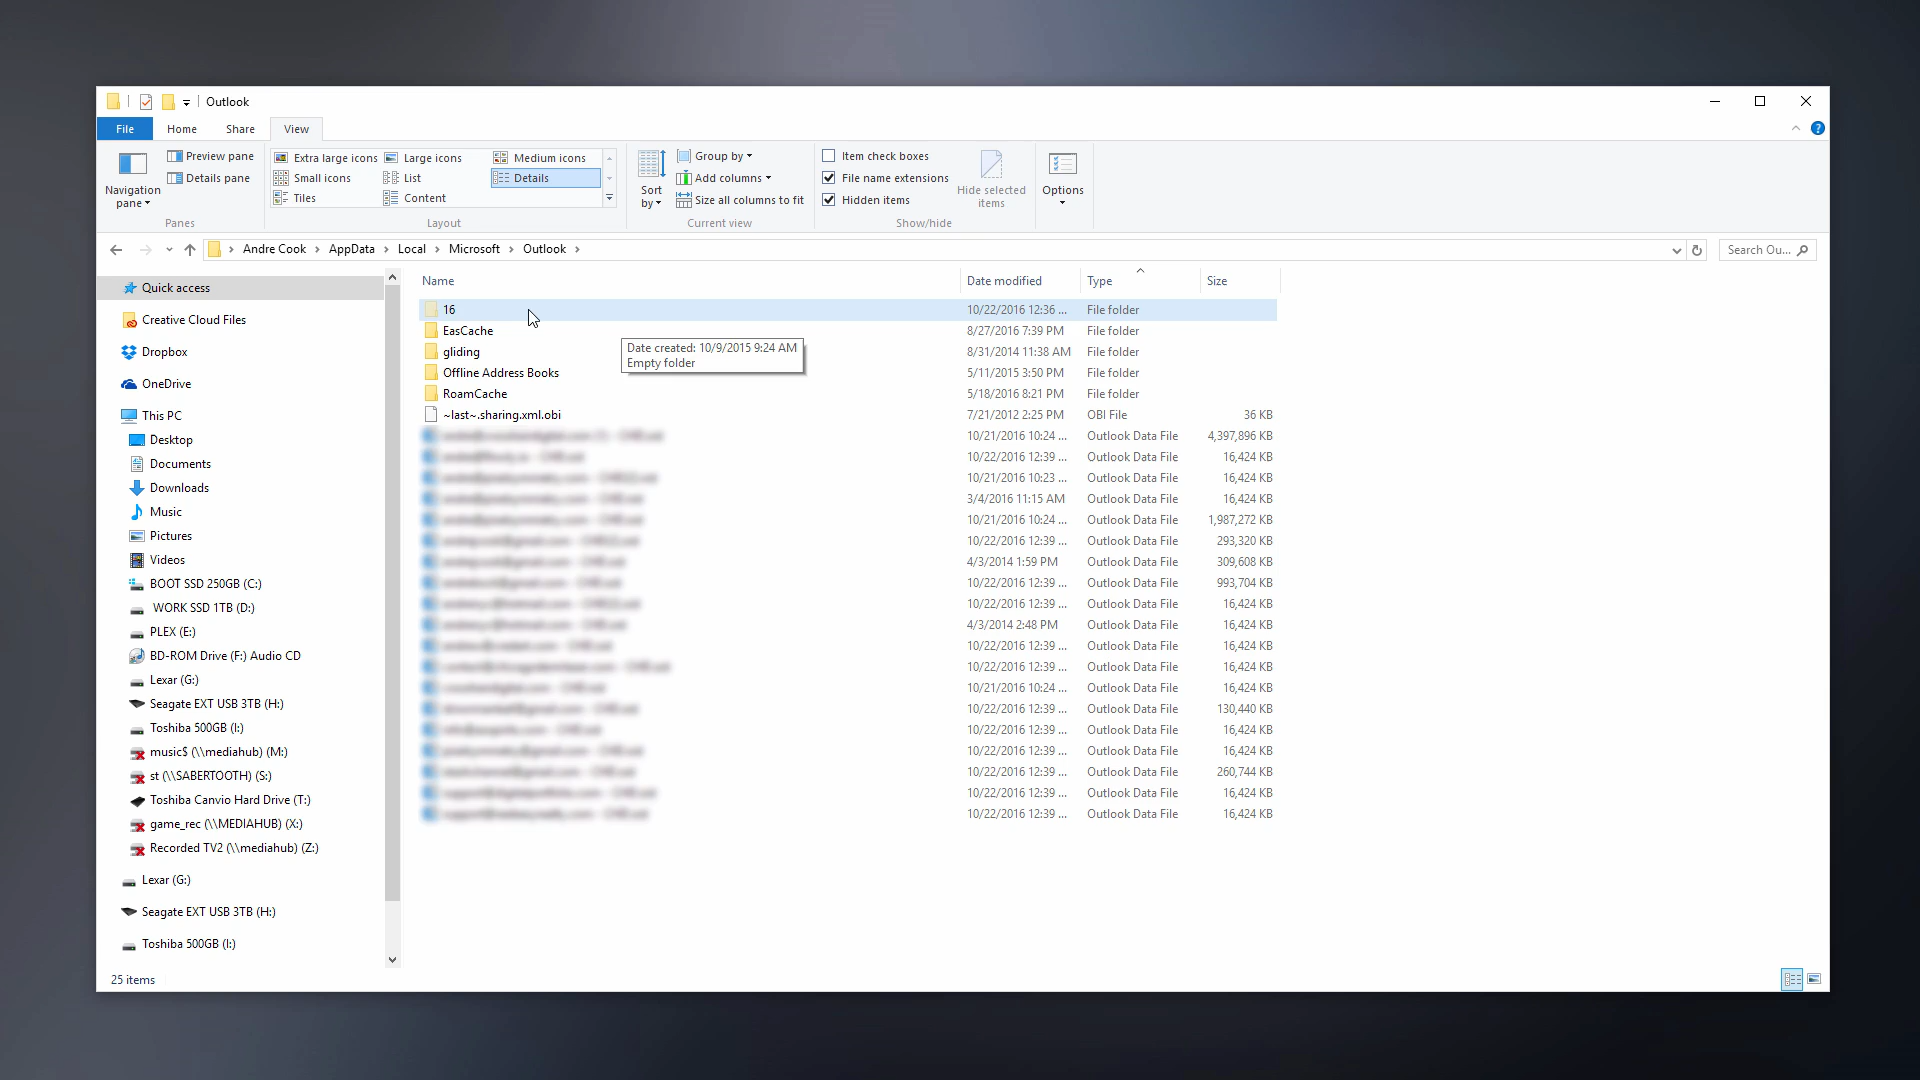 Outlook
File Home Share View
Navigation pane
Preview pane
Details pane
Panes
Extra large icons Large icons Medium icons
Small icons List Details
Tiles Content
Layout
Sort by
Group by
Add columns
Size all columns to fit
Current view
Item check boxes
File name extensions
Hidden items
Hide selected items
Show/hide
Options
Andre Cook > AppData > Local > Microsoft > Outlook >
Search Ou...
Quick access
Creative Cloud Files
Dropbox
OneDrive
This PC
Desktop
Documents
Downloads
Music
Pictures
Videos
BOOT SSD 250GB (C:)
WORK SSD 1TB (D:)
PLEX (E:)
BD-ROM Drive (F:) Audio CD
Lexar (G:)
Seagate EXT USB 3TB (H:)
Toshiba 500GB (I:)
music$ (\\mediahub) (M:)
st (\\SABERTOOTH) (S:)
Toshiba Canvio Hard Drive (T:)
game_rec (\\MEDIAHUB) (X:)
Recorded TV2 (\\mediahub) (Z:)
Lexar (G:)
Seagate EXT USB 3TB (H:)
Toshiba 500GB (I:)
Name Date modified Type Size
16 10/22/2016 12:36 ... File folder
EasCache 8/27/2016 7:39 PM File folder
gliding 8/31/2014 11:38 AM File folder
Offline Address Books 5/11/2015 3:50 PM File folder
RoamCache 5/18/2016 8:21 PM File folder
~last~.sharing.xml.obi 7/21/2012 2:25 PM OBI File 36 KB
Date created: 10/9/2015 9:24 AM
Empty folder
10/21/2016 10:24 ... Outlook Data File 4,397,896 KB
10/22/2016 12:39 ... Outlook Data File 16,424 KB
10/21/2016 10:23 ... Outlook Data File 16,424 KB
3/4/2016 11:15 AM Outlook Data File 16,424 KB
10/21/2016 10:24 ... Outlook Data File 1,987,272 KB
10/22/2016 12:39 ... Outlook Data File 293,320 KB
4/3/2014 1:59 PM Outlook Data File 309,608 KB
10/22/2016 12:39 ... Outlook Data File 993,704 KB
10/22/2016 12:39 ... Outlook Data File 16,424 KB
4/3/2014 2:48 PM Outlook Data File 16,424 KB
10/22/2016 12:39 ... Outlook Data File 16,424 KB
10/22/2016 12:39 ... Outlook Data File 16,424 KB
10/21/2016 10:24 ... Outlook Data File 16,424 KB
10/22/2016 12:39 ... Outlook Data File 130,440 KB
10/22/2016 12:39 ... Outlook Data File 16,424 KB
10/22/2016 12:39 ... Outlook Data File 16,424 KB
10/22/2016 12:39 ... Outlook Data File 260,744 KB
10/22/2016 12:39 ... Outlook Data File 16,424 KB
10/22/2016 12:39 ... Outlook Data File 16,424 KB
25 items